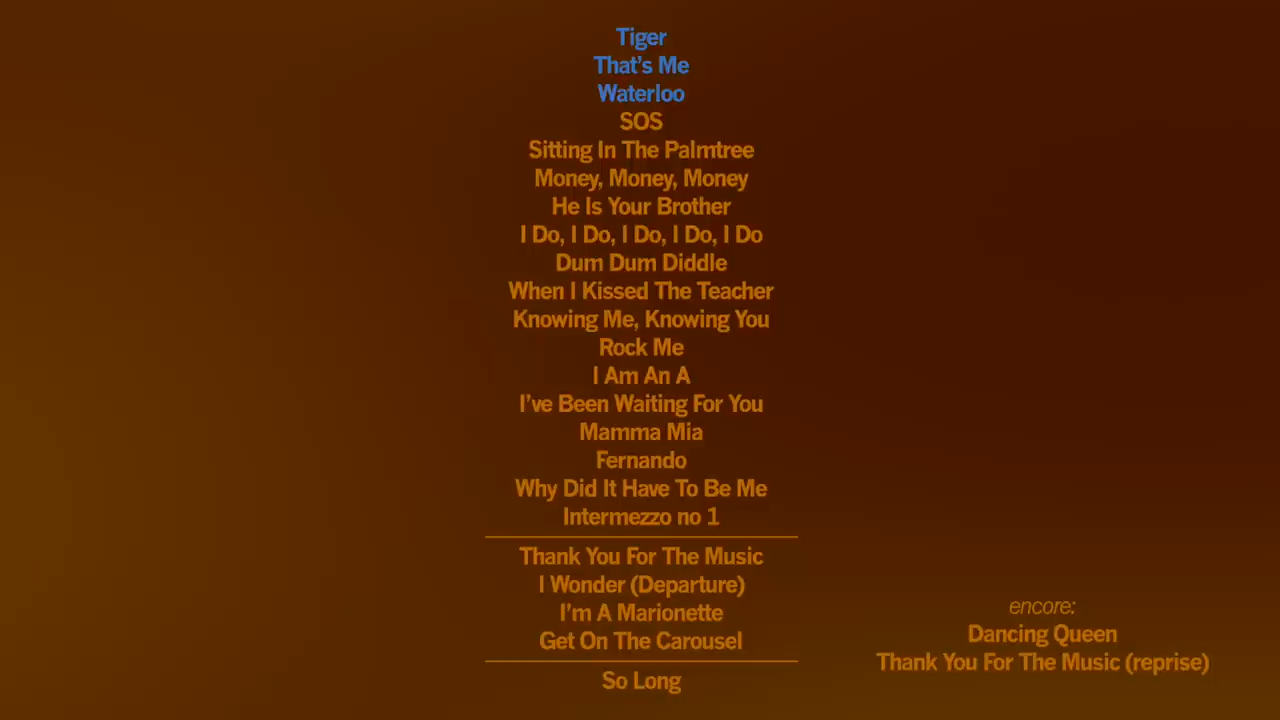 Tiger
That's Me
Waterloo
SOS
Sitting In The Palmtree
Money, Money, Money
He Is Your Brother
I Do, I Do, I Do, I Do, I Do
Dum Dum Diddle
When I Kissed The Teacher
Knowing Me, Knowing You
Rock Me
I Am An A
I've Been Waiting For You
Mamma Mia
Fernando
Why Did It Have To Be Me
Intermezzo no 1
Thank You For The Music
I Wonder (Departure)
I'm A Marionette
Get On The Carousel
So Long
encore:
Dancing Queen
Thank You For The Music (reprise)